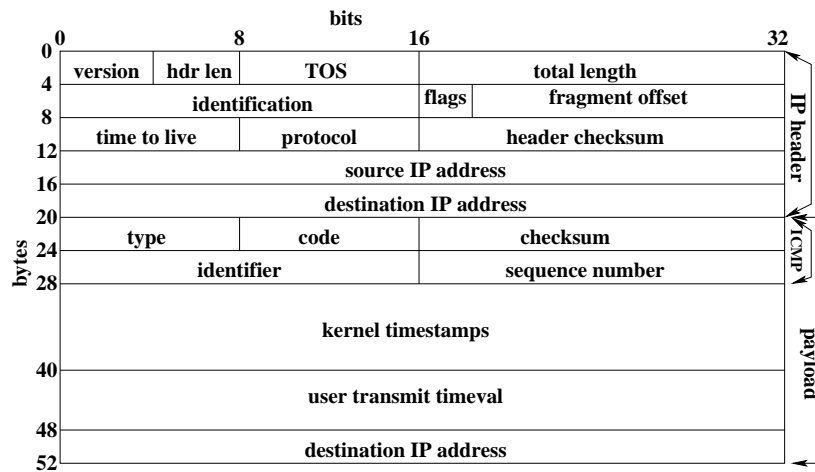 bits
0 8 16 32
0
version hdr len TOS total length
4
identification flags fragment offset
8
time to live protocol header checksum
12
source IP address
16
destination IP address
20
type code checksum
24
identifier sequence number
28
kernel timestamps
40
user transmit timeval
48
destination IP address
52
bytes
IP header
ICMP
payload